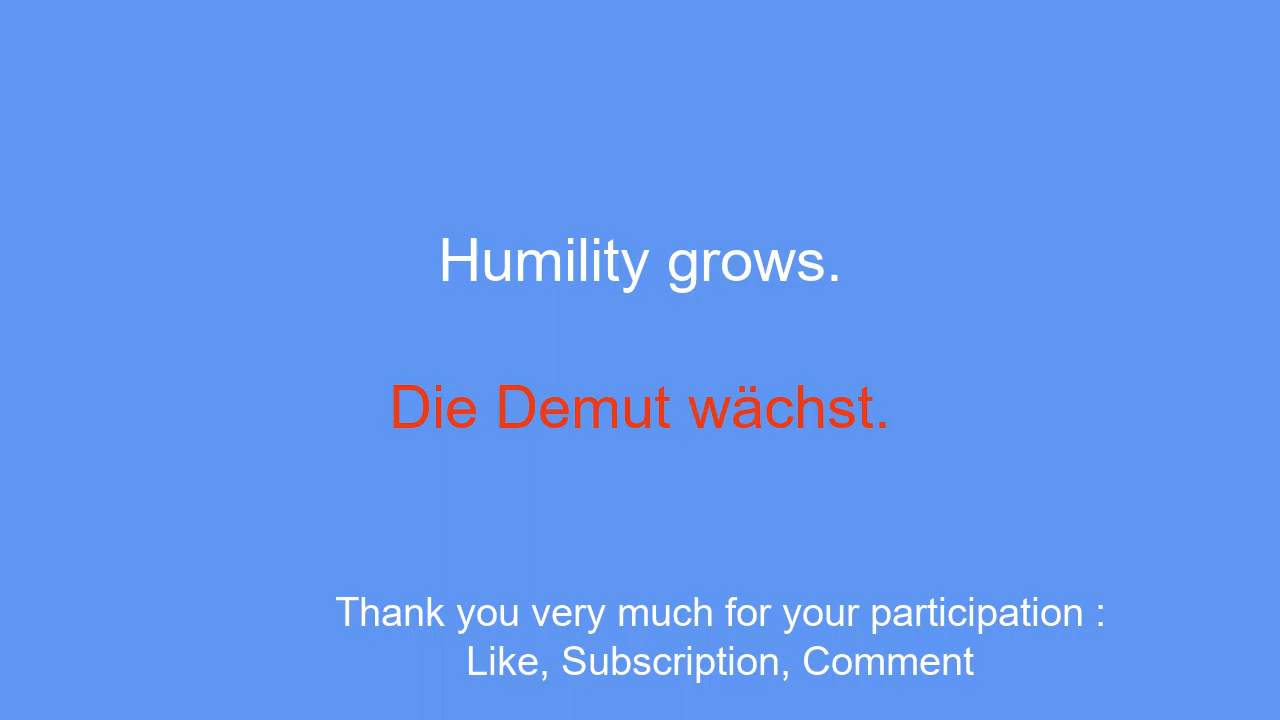 Humility grows.
Die Demut wächst.
Thank you very much for your participation :
Like, Subscription, Comment